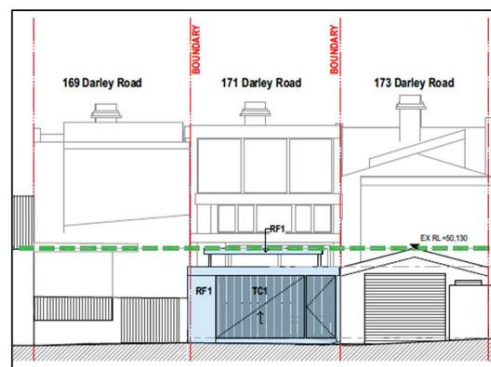 BOUNDARY
BOUNDARY
169 Darley Road
171 Darley Road
173 Darley Road
RF1
EX RL+50,130
RF1
TC1